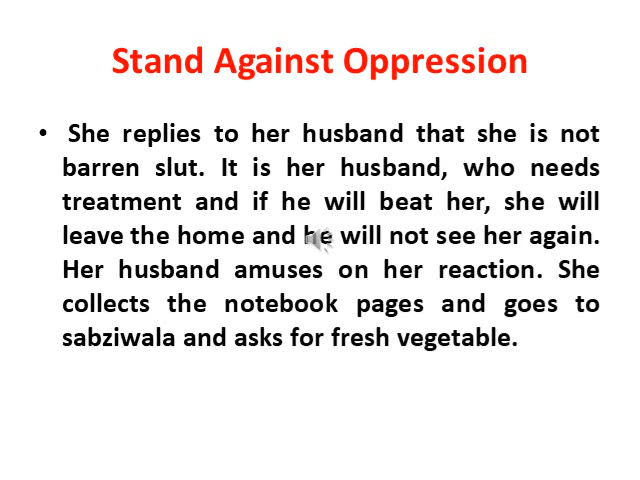 Stand Against Oppression
• She replies to her husband that she is not
barren slut. It is her husband, who needs
treatment and if he will beat her, she will
leave the home and he will not see her again.
Her husband amuses on her reaction. She
collects the notebook pages and goes to
sabziwala and asks for fresh vegetable.